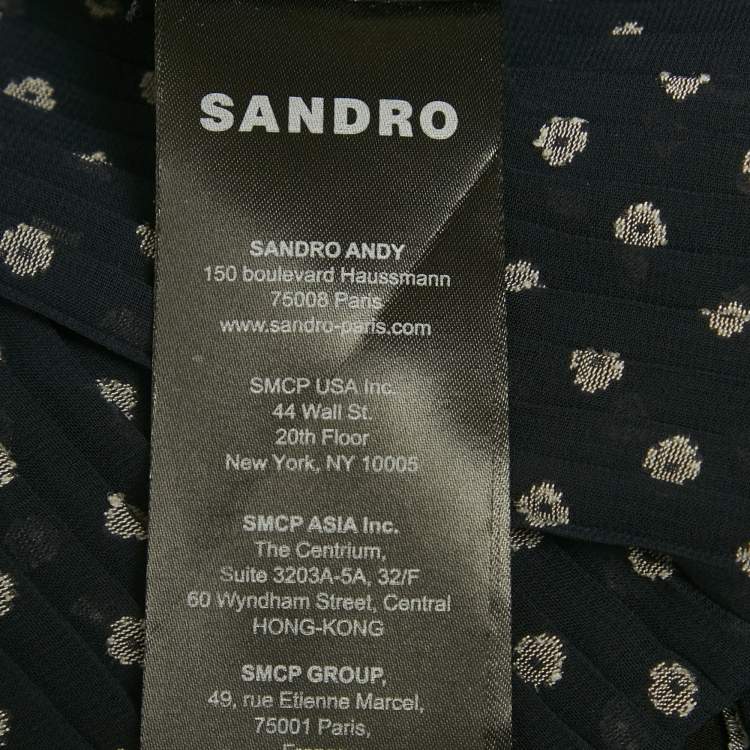 SANDRO
SANDRO ANDY
150 boulevard Haussmann
75008 Paris
www.sandro-paris.com
SMCP USA Inc.
44 Wall St.
20th Floor
New York, NY 10005
SMCP ASIA Inc.
The Centrium,
Suite 3203A-5A, 32/F
60 Wyndham Street, Central
HONG-KONG
SMCP GROUP,
49, rue Etienne Marcel,
75001 Paris,